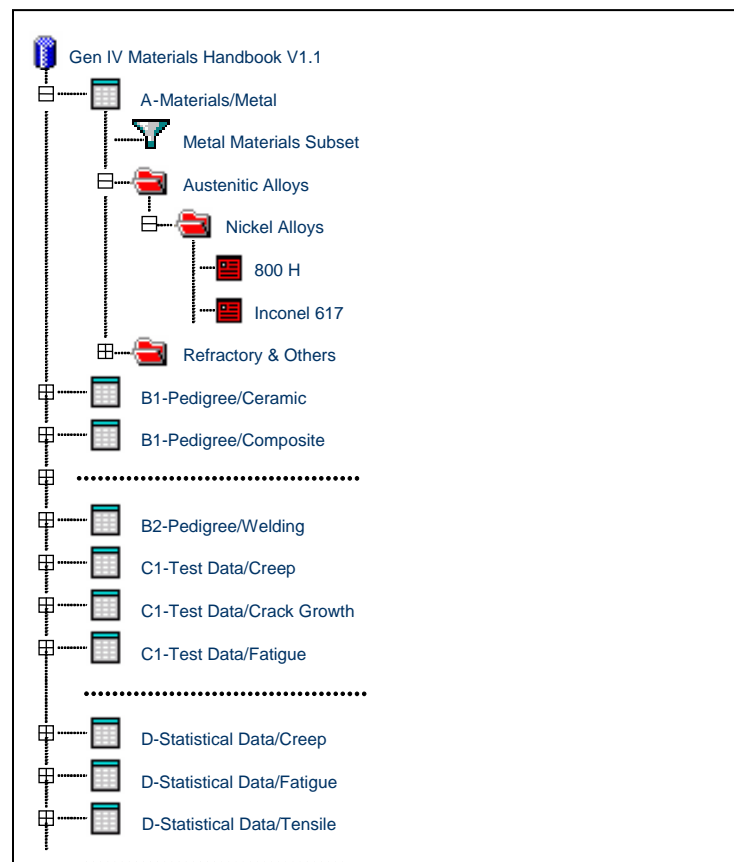 Gen IV Materials Handbook V1.1
A-Materials/Metal
Metal Materials Subset
Austenitic Alloys
Nickel Alloys
800 H
Inconel 617
Refractory & Others
B1-Pedigree/Ceramic
B1-Pedigree/Composite
B2-Pedigree/Welding
C1-Test Data/Creep
C1-Test Data/Crack Growth
C1-Test Data/Fatigue
D-Statistical Data/Creep
D-Statistical Data/Fatigue
D-Statistical Data/Tensile